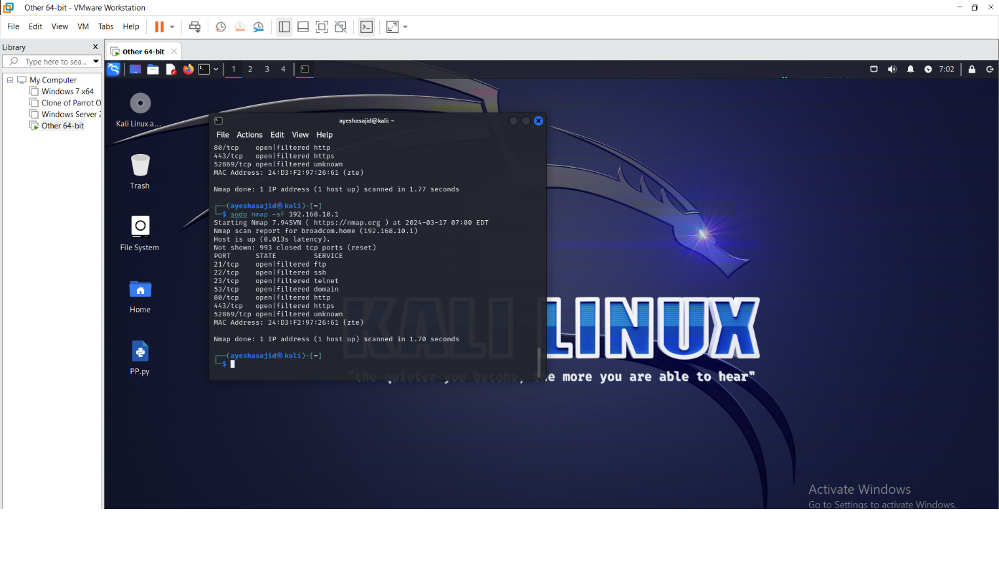 Other 64-bit - VMware Workstation
File Edit View VM Tabs Help
Library X
Type here to sea...
My Computer
Windows 7 x64
Clone of Parrot O
Windows Server 2
Other 64-bit
Other 64-bit
1 2 3 4
7:02
Kali Linux a...
Trash
File System
Home
PP.py
ayeshasajid@kali: ~
File Actions Edit View Help
80/tcp open|filtered http
443/tcp open|filtered https
52869/tcp open|filtered unknown
MAC Address: 24:D3:F2:97:26:61 (zte)
Nmap done: 1 IP address (1 host up) scanned in 1.77 seconds
┌──(ayeshasajid㉿kali)-[~]
└─$ sudo nmap -sF 192.168.10.1
Starting Nmap 7.94SVN ( https://nmap.org ) at 2024-03-17 07:00 EDT
Nmap scan report for broadcom.home (192.168.10.1)
Host is up (0.013s latency).
Not shown: 993 closed tcp ports (reset)
PORT STATE SERVICE
21/tcp open|filtered ftp
22/tcp open|filtered ssh
23/tcp open|filtered telnet
53/tcp open|filtered domain
80/tcp open|filtered http
443/tcp open|filtered https
52869/tcp open|filtered unknown
MAC Address: 24:D3:F2:97:26:61 (zte)
Nmap done: 1 IP address (1 host up) scanned in 1.70 seconds
┌──(ayeshasajid㉿kali)-[~]
└─$
KALI LINUX
"the quieter you become, the more you are able to hear"
Activate Windows
Go to Settings to activate Windows.